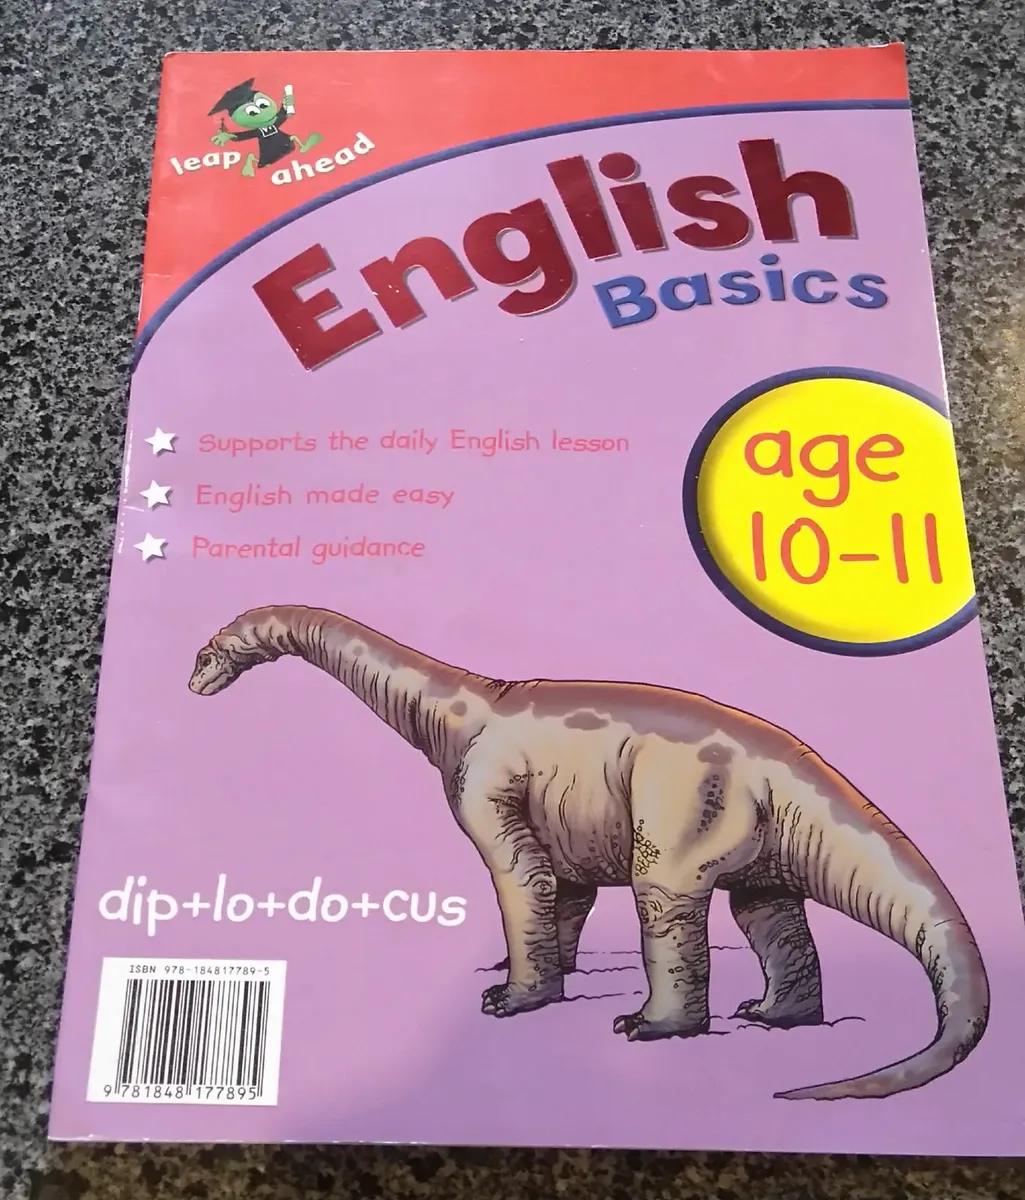 leap ahead
English
Basics
Supports the daily English lesson
English made easy
Parental guidance
age
10-11
dip+lo+do+cus
ISBN 978-184817789-5
9 781848 177895